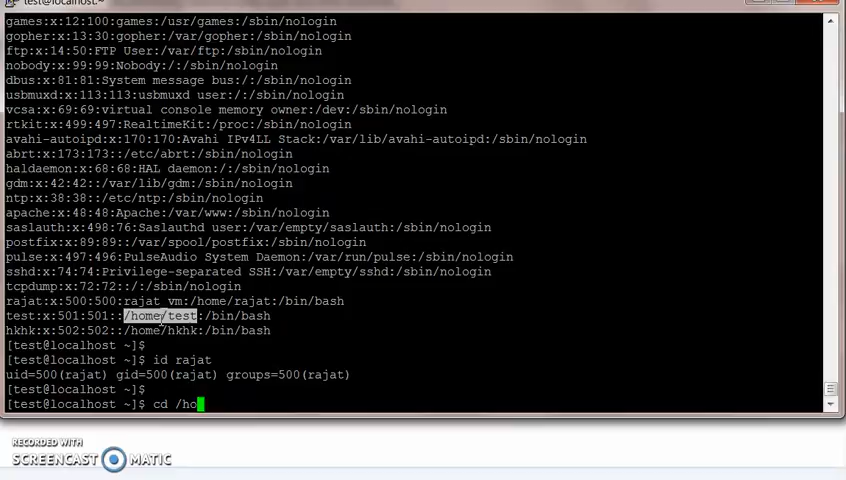 test@localhost:~
games:x:12:100:games:/usr/games:/sbin/nologin
gopher:x:13:30:gopher:/var/gopher:/sbin/nologin
ftp:x:14:50:FTP User:/var/ftp:/sbin/nologin
nobody:x:99:99:Nobody:/:/sbin/nologin
dbus:x:81:81:System message bus:/:/sbin/nologin
usbmuxd:x:113:113:usbmuxd user:/:/sbin/nologin
vcsa:x:69:69:virtual console memory owner:/dev:/sbin/nologin
rtkit:x:499:497:RealtimeKit:/proc:/sbin/nologin
avahi-autoipd:x:170:170:Avahi IPv4LL Stack:/var/lib/avahi-autoipd:/sbin/nologin
abrt:x:173:173::/etc/abrt:/sbin/nologin
haldaemon:x:68:68:HAL daemon:/:/sbin/nologin
gdm:x:42:42::/var/lib/gdm:/sbin/nologin
ntp:x:38:38::/etc/ntp:/sbin/nologin
apache:x:48:48:Apache:/var/www:/sbin/nologin
saslauth:x:498:76:Saslauthd user:/var/empty/saslauth:/sbin/nologin
postfix:x:89:89::/var/spool/postfix:/sbin/nologin
pulse:x:497:496:PulseAudio System Daemon:/var/run/pulse:/sbin/nologin
sshd:x:74:74:Privilege-separated SSH:/var/empty/sshd:/sbin/nologin
tcpdump:x:72:72::/:/sbin/nologin
rajat:x:500:500:rajat_vm:/home/rajat:/bin/bash
test:x:501:501::/home/test:/bin/bash
hkhk:x:502:502::/home/hkhk:/bin/bash
[test@localhost ~]$
[test@localhost ~]$ id rajat
uid=500(rajat) gid=500(rajat) groups=500(rajat)
[test@localhost ~]$
[test@localhost ~]$ cd /ho
RECORDED WITH
SCREENCAST MATIC